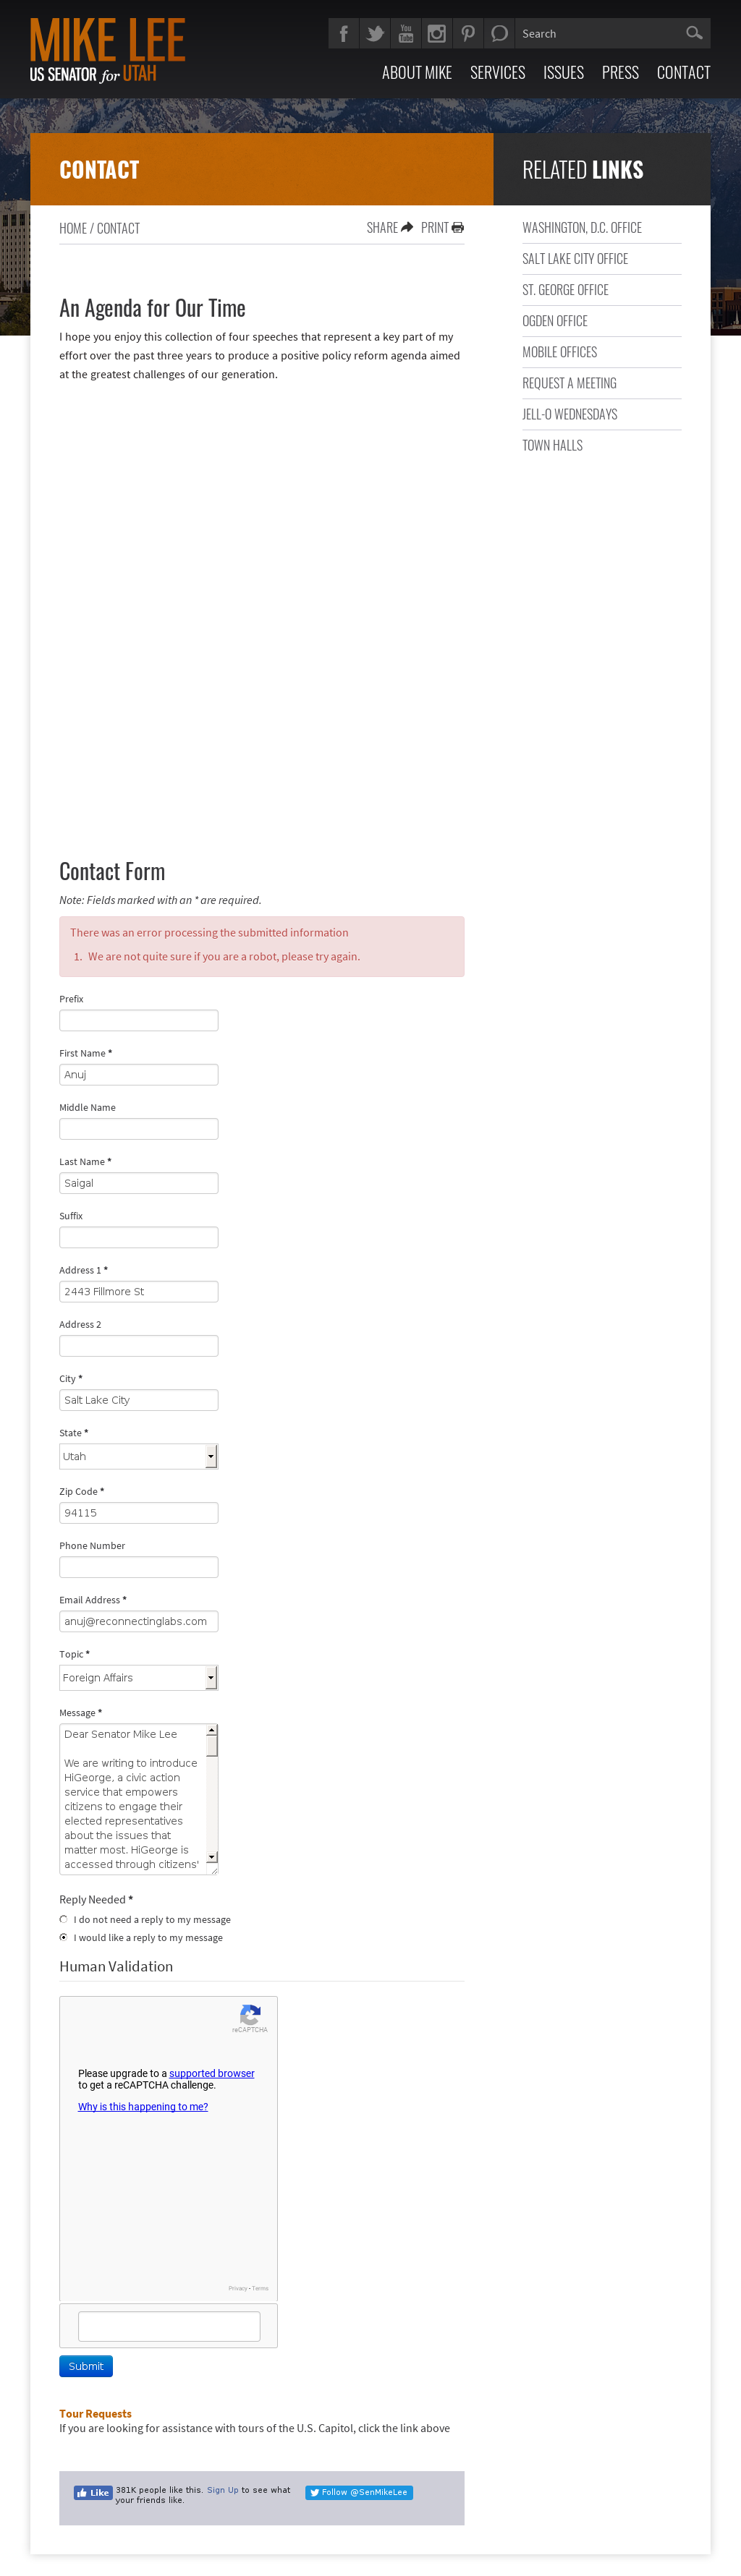 MIKE LEE
US SENATOR for UTAH
You Tube
Search
ABOUT MIKE SERVICES ISSUES PRESS CONTACT
CONTACT
RELATED LINKS
HOME / CONTACT
SHARE PRINT
WASHINGTON, D.C. OFFICE
SALT LAKE CITY OFFICE
ST. GEORGE OFFICE
OGDEN OFFICE
MOBILE OFFICES
REQUEST A MEETING
JELL-O WEDNESDAYS
TOWN HALLS
An Agenda for Our Time
I hope you enjoy this collection of four speeches that represent a key part of my
effort over the past three years to produce a positive policy reform agenda aimed
at the greatest challenges of our generation.
Contact Form
Note: Fields marked with an * are required.
There was an error processing the submitted information
1. We are not quite sure if you are a robot, please try again.
Prefix
First Name *
Anuj
Middle Name
Last Name *
Saigal
Suffix
Address 1 *
2443 Fillmore St
Address 2
City *
Salt Lake City
State *
Utah
Zip Code *
94115
Phone Number
Email Address *
anuj@reconnectinglabs.com
Topic *
Foreign Affairs
Message *
Dear Senator Mike Lee
We are writing to introduce
HiGeorge, a civic action
service that empowers
citizens to engage their
elected representatives
about the issues that
matter most. HiGeorge is
accessed through citizens'
Reply Needed *
I do not need a reply to my message
I would like a reply to my message
Human Validation
reCAPTCHA
Please upgrade to a supported browser
to get a reCAPTCHA challenge.
Why is this happening to me?
Privacy - Terms
Submit
Tour Requests
If you are looking for assistance with tours of the U.S. Capitol, click the link above
Like 381K people like this. Sign Up to see what
your friends like.
Follow @SenMikeLee